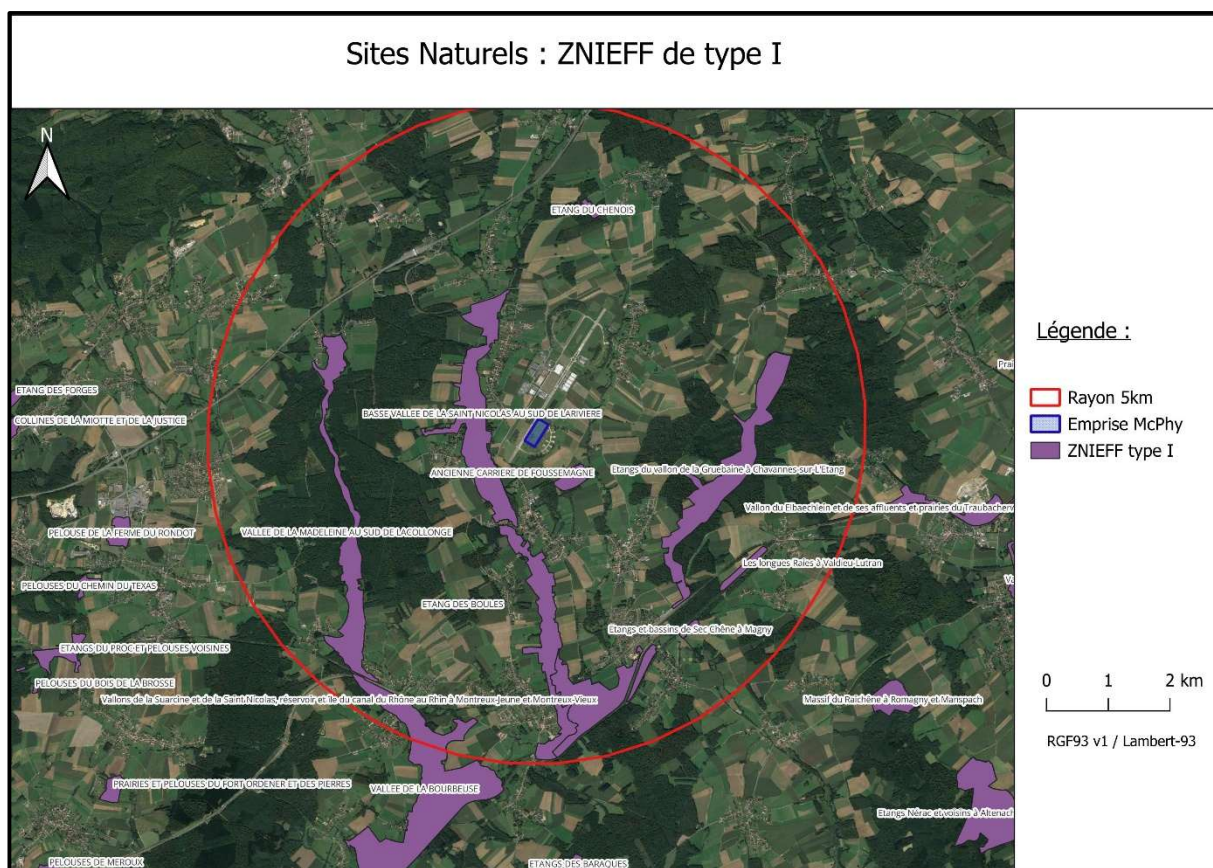 Sites Naturels : ZNIEFF de type I
N
ETANG DU CHENOIS
ETANG DES FORGES
COLLINES DE LA MIOTTE ET DE LA JUSTICE
BASSE VALLEE DE LA SAINT NICOLAS AU SUD DE LARIVIERE
ANCIENNE CARRIERE DE FOUSSEMAGNE
Etangs du vallon de la Gruebaine à Chavannes-sur-L'Etang
Vallon du Elbaechlein et de ses affluents et prairies du Traubacherw
PELOUSE DE LA FERME DU RONDOT
VALLEE DE LA MADELEINE AU SUD DE LACOLLONGE
Les longues Raies à Valdieu-Lutran
PELOUSES DU CHEMIN DU TEXAS
ETANG DES BOULES
Etangs et bassins de Sec Chêne à Magny
ETANGS DU PROC ET PELOUSES VOISINES
PELOUSES DU BOIS DE LA BROSSE
Vallons de la Suarcine et de la Saint-Nicolas, réservoir et île du canal du Rhône au Rhin à Montreux-Jeune et Montreux-Vieux
Massif du Raichêne à Romagny et Manspach
PRAIRIES ET PELOUSES DU FORT ORDENER ET DES PIERRES
VALLEE DE LA BOURBEUSE
Etangs Nérac et voisins à Altenach
PELOUSES DE MEROUX
ETANGS DES BARAQUES
Prai
Va
Légende :
Rayon 5km
Emprise McPhy
ZNIEFF type I
0 1 2 km
RGF93 v1 / Lambert-93